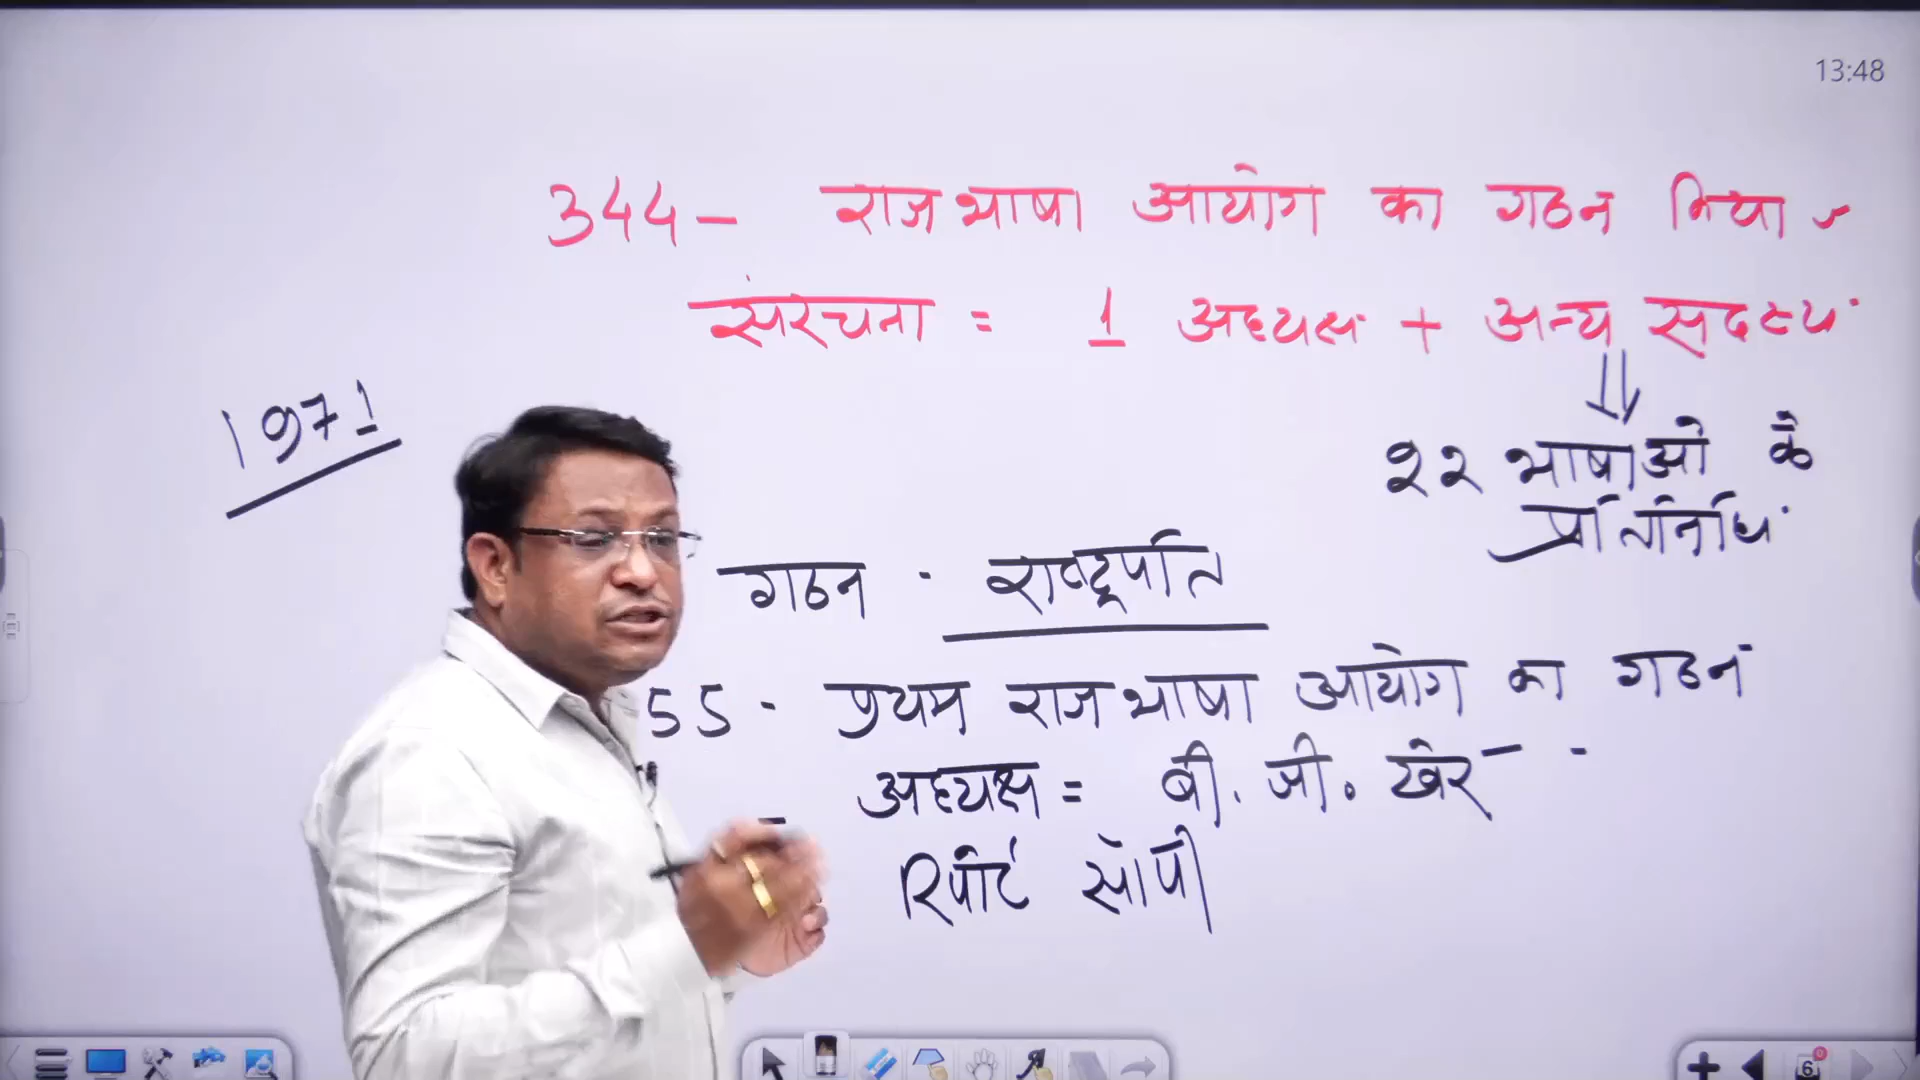 13:48
344 - राजभाषा आयोग का गठन किया
संरचना = 1 अध्यक्ष + अन्य सदस्य
1971
22 भाषाओ के
प्रतिनिधि
गठन - राष्ट्रपति
55 - प्रथम राजभाषा आयोग का गठन
अध्यक्ष = बी. जी. खेर
रिपोर्ट सौपी
6